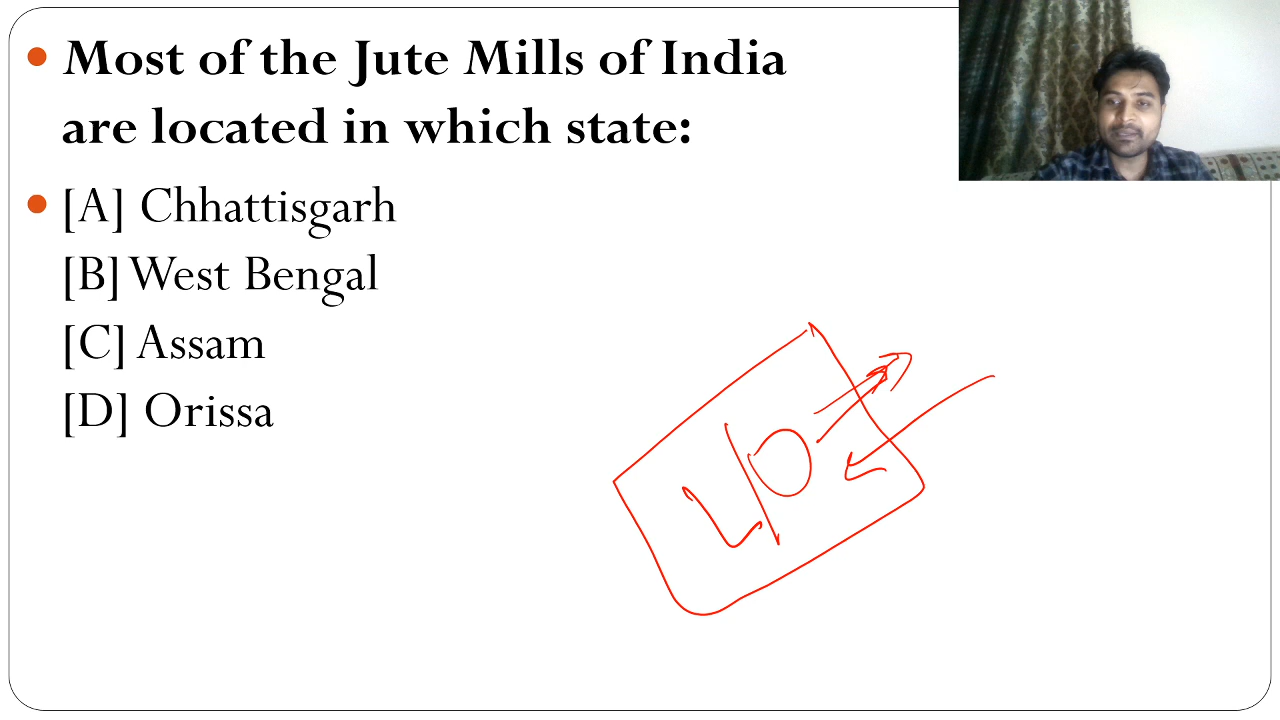 Most of the Jute Mills of India
are located in which state:
[A] Chhattisgarh
[B] West Bengal
[C] Assam
[D] Orissa